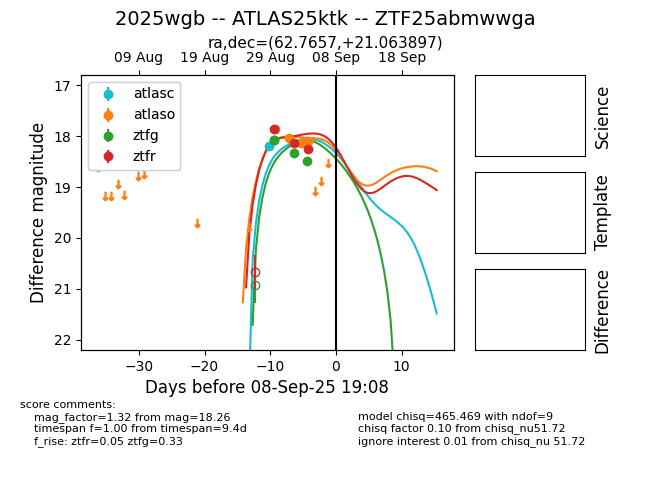 2025wgb -- ATLAS25ktk -- ZTF25abmwwga
ra,dec=(62.7657,+21.063897)
09 Aug 19 Aug 29 Aug 08 Sep 18 Sep
atlasc
atlaso
ztfg
ztfr
17
18
19
20
21
22
Difference magnitude
−30 −20 −10 0 10
Days before 08-Sep-25 19:08
Science
Template
Difference
score comments:
mag_factor=1.32 from mag=18.26
timespan f=1.00 from timespan=9.4d
f_rise: ztfr=0.05 ztfg=0.33
model chisq=465.469 with ndof=9
chisq factor 0.10 from chisq_nu51.72
ignore interest 0.01 from chisq_nu 51.72